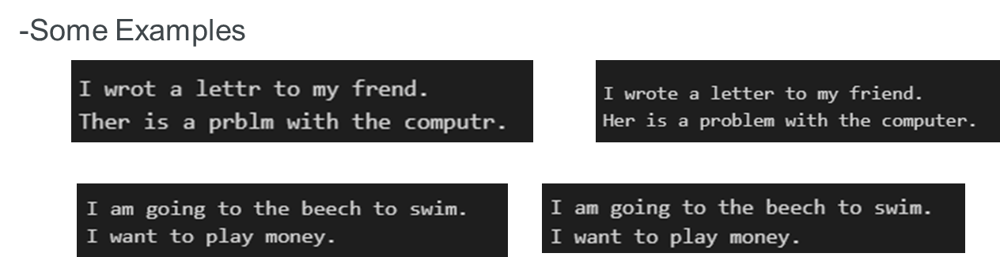 -Some Examples
I wrot a lettr to my frend.
Ther is a prblm with the computr.
I wrote a letter to my friend.
Her is a problem with the computer.
I am going to the beech to swim.
I want to play money.
I am going to the beech to swim.
I want to play money.